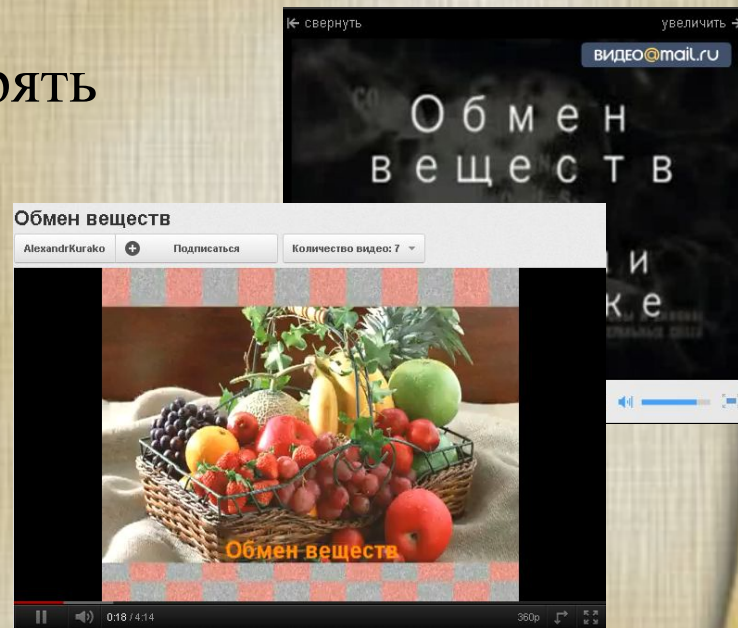 ← свернуть
увеличить →
ВИДЕО@mail.ru
рять
Обмен
веществ
и
ке
Обмен веществ
AlexandrKurako
Подписаться
Количество видео: 7
Обмен веществ
0:18 / 4:14
360p